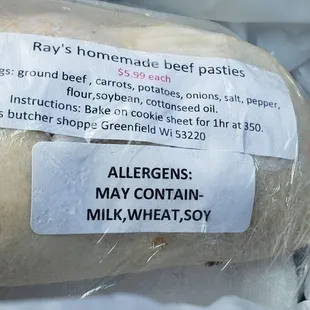 Ray's homemade beef pasties
$5.99 each
gs: ground beef, carrots, potatoes, onions, salt, pepper,
flour,soybean, cottonseed oil.
Instructions: Bake on cookie sheet for 1hr at 350.
s butcher shoppe Greenfield Wi 53220
ALLERGENS:
MAY CONTAIN-
MILK,WHEAT,SOY